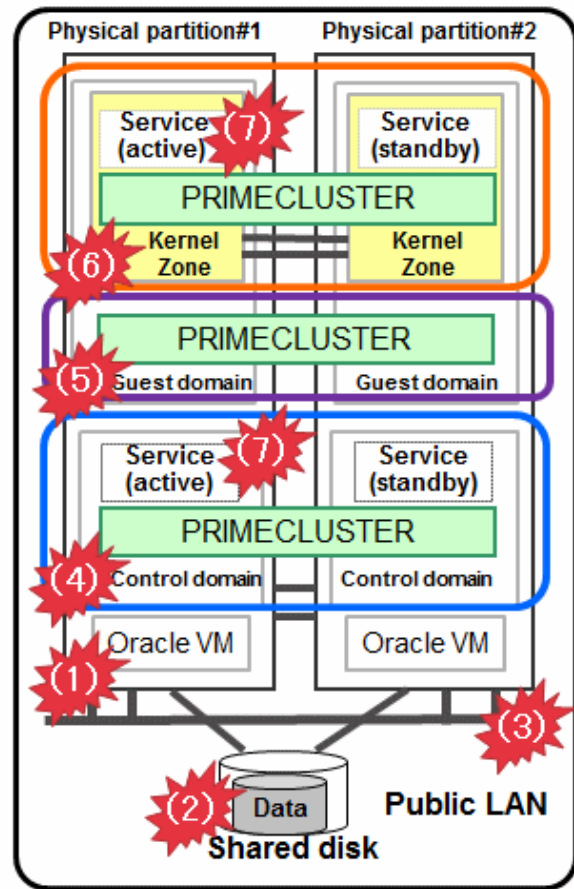 Physical partition#1
Physical partition#2
Service
(active)
(7)
Service
(standby)
PRIMECLUSTER
Kernel
Zone
Kernel
Zone
(6)
PRIMECLUSTER
(5)
Guest domain
Guest domain
Service
(active)
(7)
Service
(standby)
PRIMECLUSTER
(4)
Control domain
Control domain
Oracle VM
Oracle VM
(1)
(3)
(2)
Data
Public LAN
Shared disk